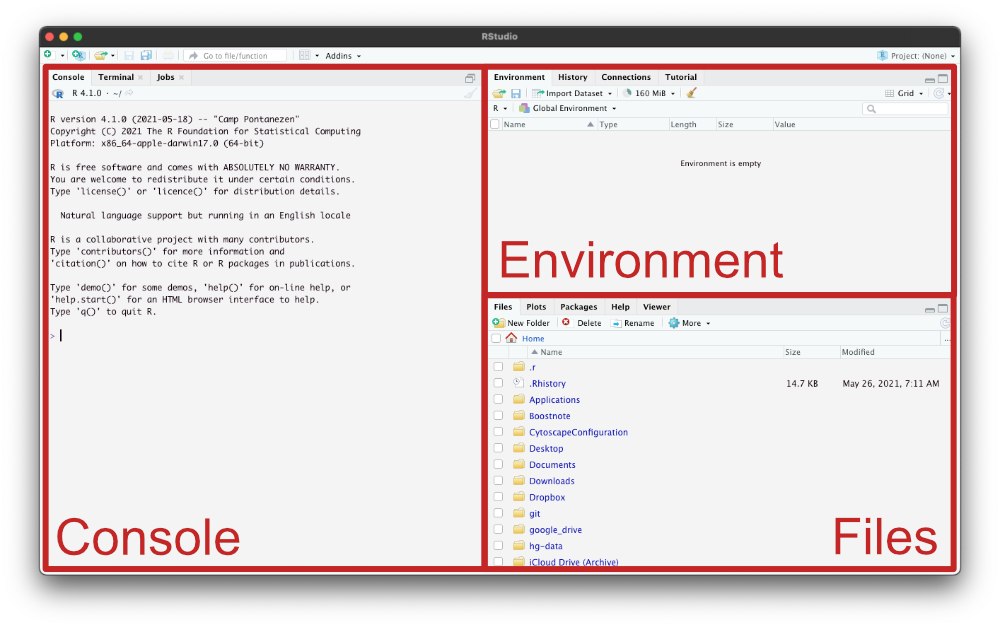 RStudio
Go to file/function
Addins
Project: (None)
Console Terminal Jobs
R 4.1.0 · ~/
R version 4.1.0 (2021-05-18) -- "Camp Pontanezen"
Copyright (C) 2021 The R Foundation for Statistical Computing
Platform: x86_64-apple-darwin17.0 (64-bit)
R is free software and comes with ABSOLUTELY NO WARRANTY.
You are welcome to redistribute it under certain conditions.
Type 'license()' or 'licence()' for distribution details.
Natural language support but running in an English locale
R is a collaborative project with many contributors.
Type 'contributors()' for more information and
'citation()' on how to cite R or R packages in publications.
Type 'demo()' for some demos, 'help()' for on-line help, or
'help.start()' for an HTML browser interface to help.
Type 'q()' to quit R.
>
Console
Environment History Connections Tutorial
Import Dataset 160 MiB Grid
R Global Environment
Name Type Length Size Value
Environment is empty
Environment
Files Plots Packages Help Viewer
New Folder Delete Rename More
Home ...
Name Size Modified
.r
.Rhistory 14.7 KB May 26, 2021, 7:11 AM
Applications
Boostnote
CytoscapeConfiguration
Desktop
Documents
Downloads
Dropbox
git
google_drive
hg-data
iCloud Drive (Archive)
Files